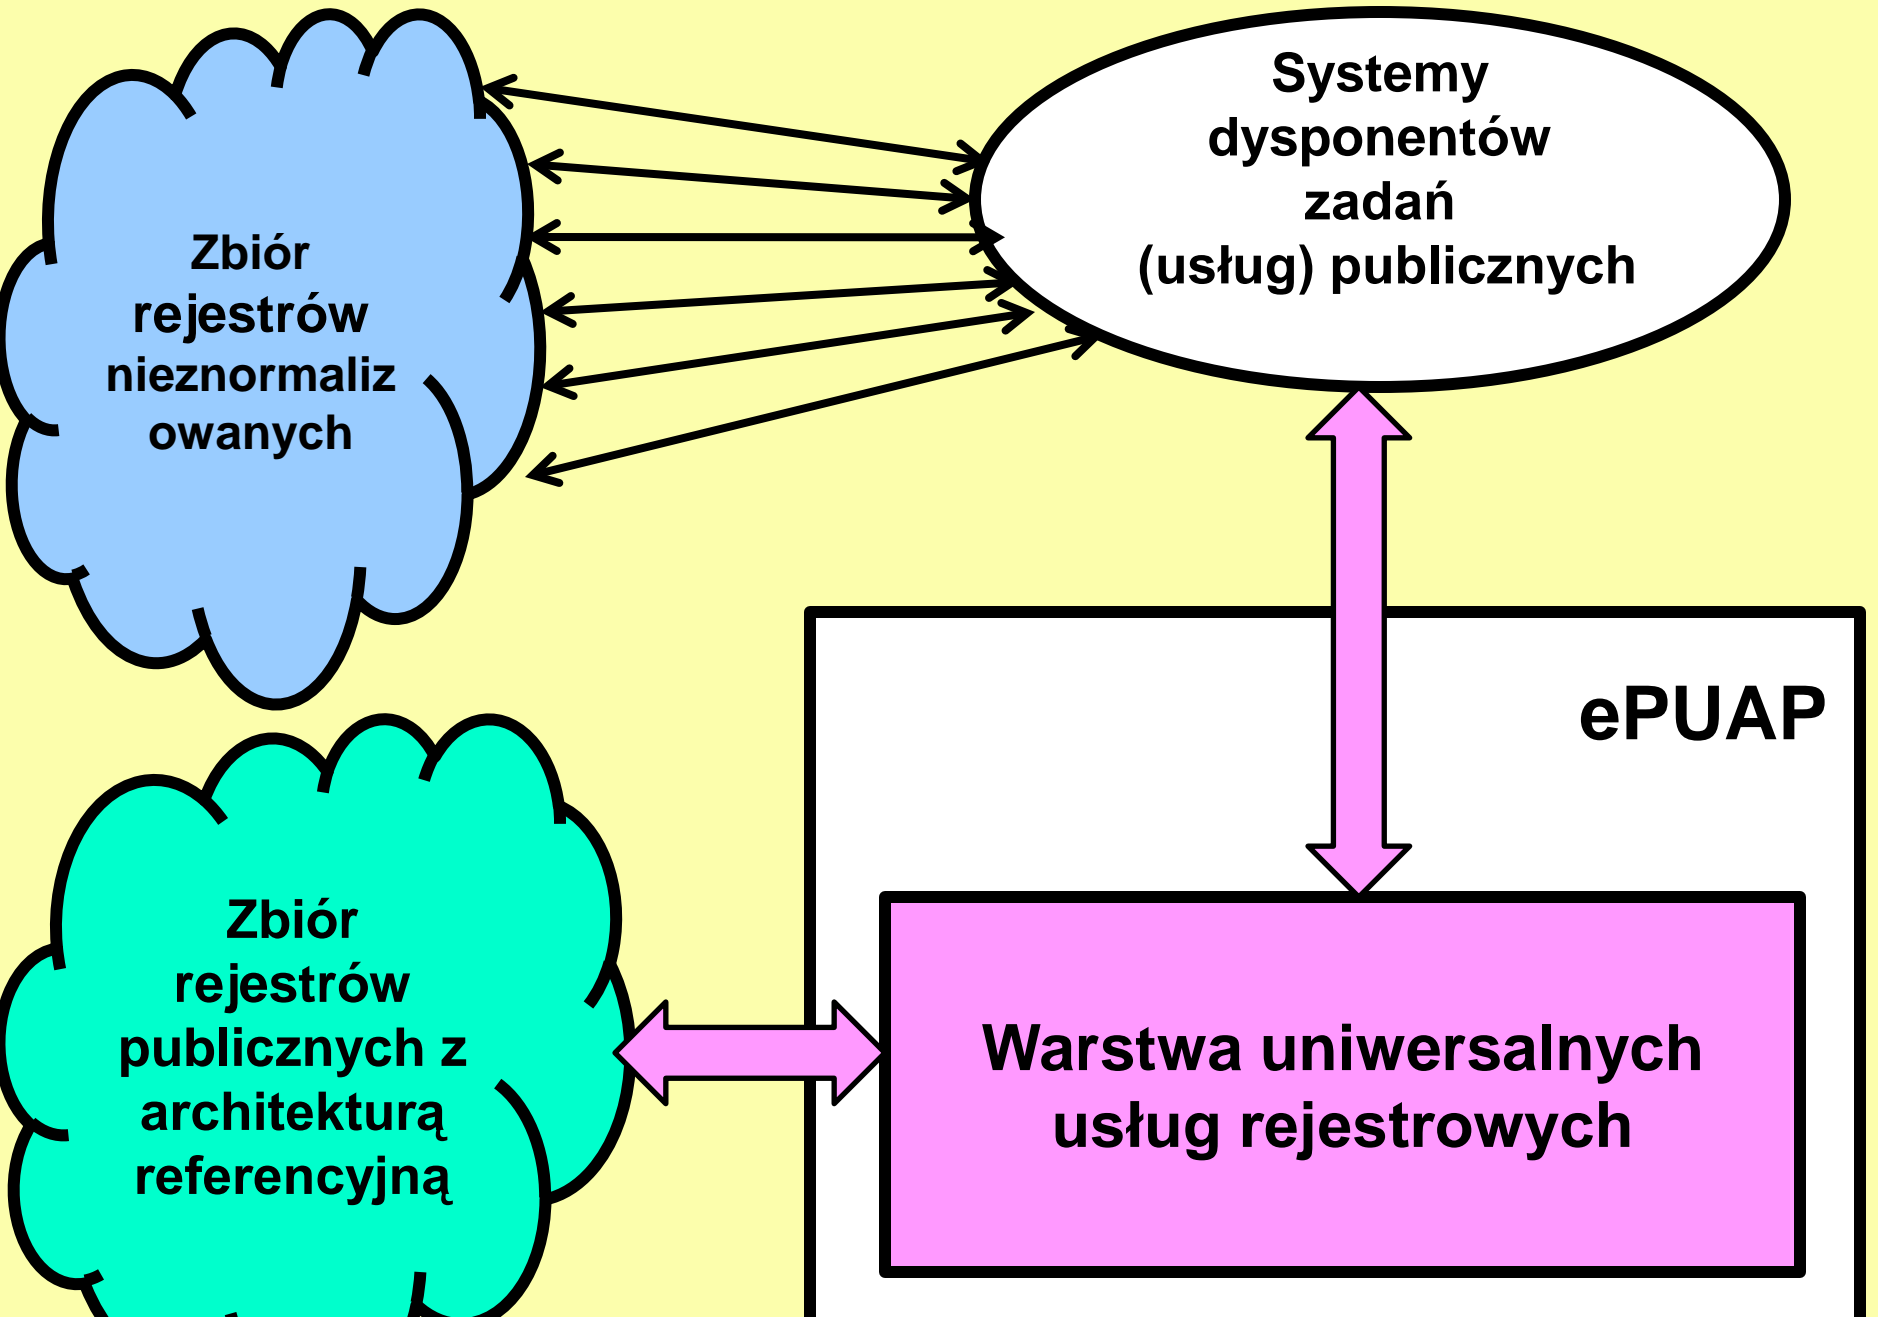 Systemy
dysponentów
zadań
(usług) publicznych
Zbiór
rejestrów
nieznormaliz
owanych
ePUAP
Zbiór
rejestrów
publicznych z
architekturą
referencyjną
Warstwa uniwersalnych
usług rejestrowych